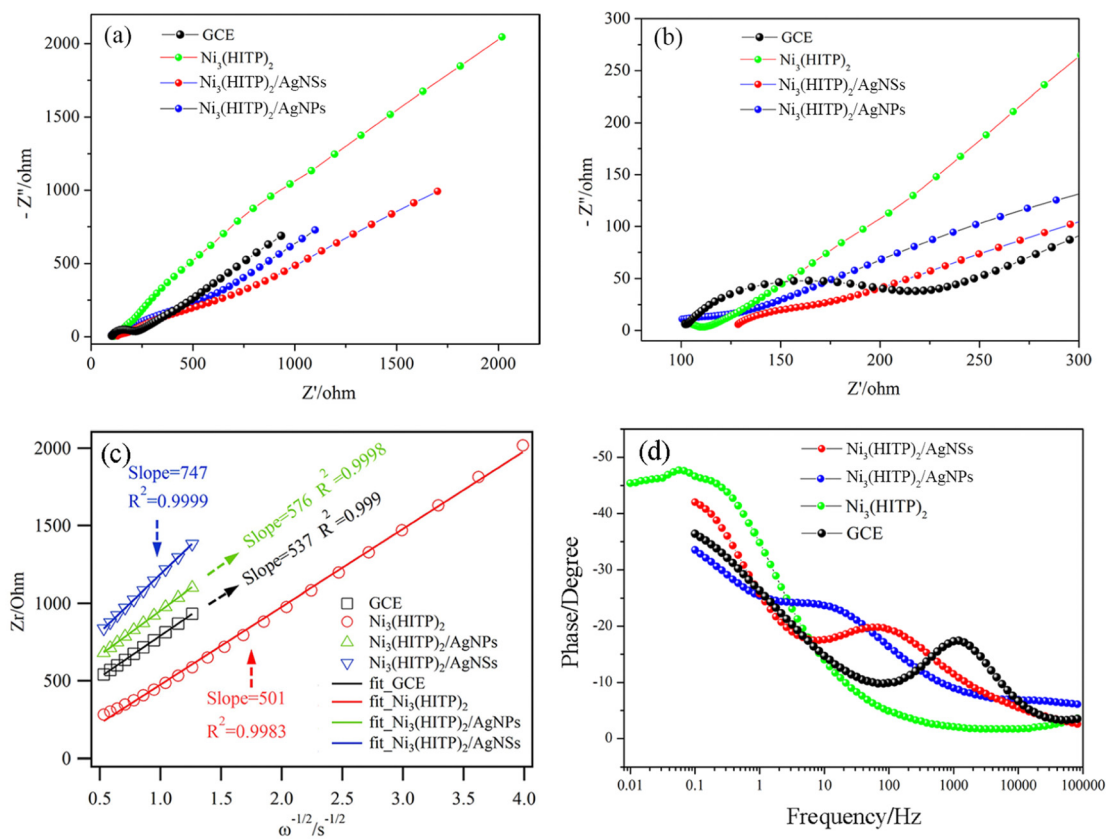 (a)
GCE
Ni₃(HITP)₂
Ni₃(HITP)₂/AgNSs
Ni₃(HITP)₂/AgNPs
2000
1500
1000
500
0
- Z"/ohm
0 500 1000 1500 2000
Z'/ohm
(b)
GCE
Ni₃(HITP)₂
Ni₃(HITP)₂/AgNSs
Ni₃(HITP)₂/AgNPs
-300
-250
-200
-150
-100
-50
0
- Z"/ohm
100 150 200 250 300
Z'/ohm
(c)
Slope=747
R²=0.9999
Slope=576 R²=0.9998
Slope=537 R²=0.999
Slope=501
R²=0.9983
GCE
Ni₃(HITP)₂
Ni₃(HITP)₂/AgNPs
Ni₃(HITP)₂/AgNSs
fit_GCE
fit_Ni₃(HITP)₂
fit_Ni₃(HITP)₂/AgNPs
fit_Ni₃(HITP)₂/AgNSs
2000
1500
1000
500
0
Zr/Ohm
0.5 1.0 1.5 2.0 2.5 3.0 3.5 4.0
ω⁻¹/²/s⁻¹/²
(d)
Ni₃(HITP)₂/AgNSs
Ni₃(HITP)₂/AgNPs
Ni₃(HITP)₂
GCE
-50
-40
-30
-20
-10
0
Phase/Degree
0.01 0.1 1 10 100 1000 10000 100000
Frequency/Hz